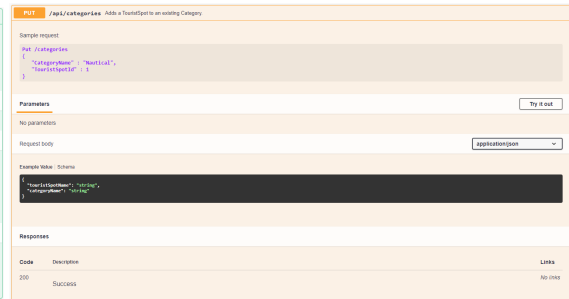 PUT /api/categories Adds a TouristSpot to an existing Category
Sample request:
Put /categories
{
"CategoryName" : "Nautical",
"TouristSpotId" : 1
}
Parameters
Try it out
No parameters
Request body
application/json
Example Value | Schema
{
"touristSpotName": "string",
"categoryName": "string"
}
Responses
Code Description Links
200 Success No links